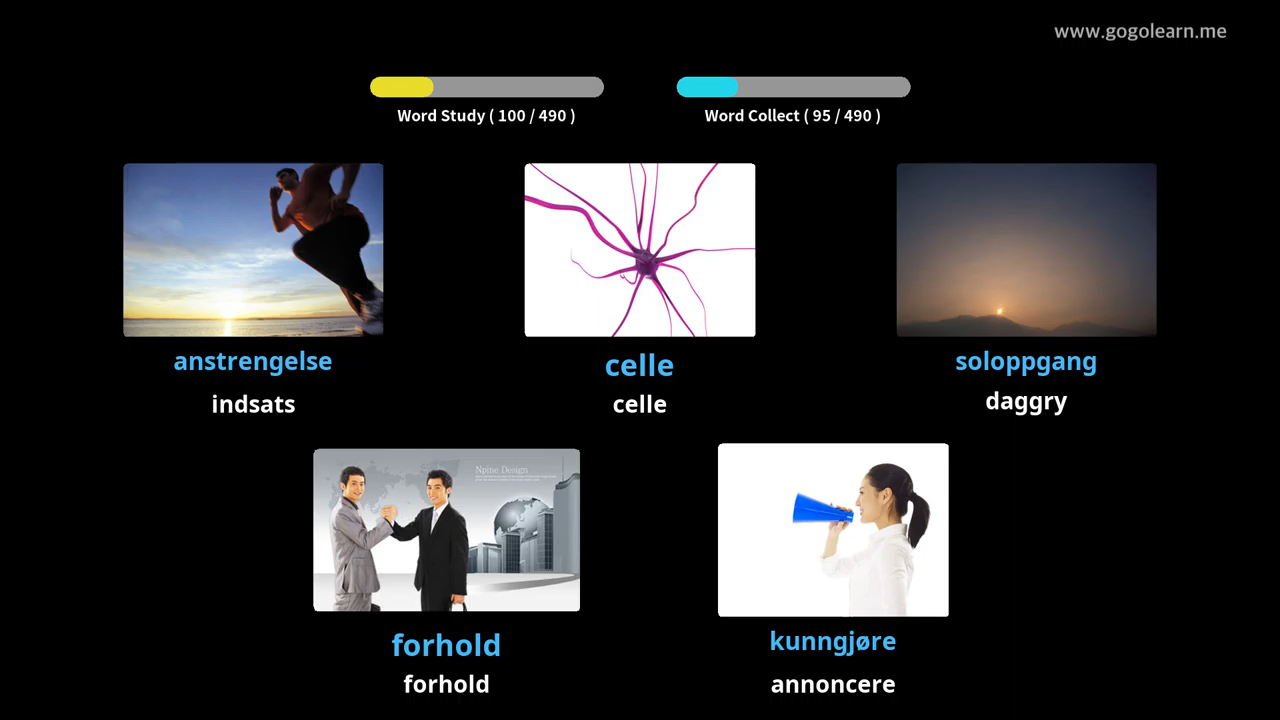 www.gogolearn.me
Word Study ( 100 / 490 )
Word Collect ( 95 / 490 )
anstrengelse
indsats
celle
celle
soloppgang
daggry
Npine Design
forhold
forhold
kunngjøre
annoncere